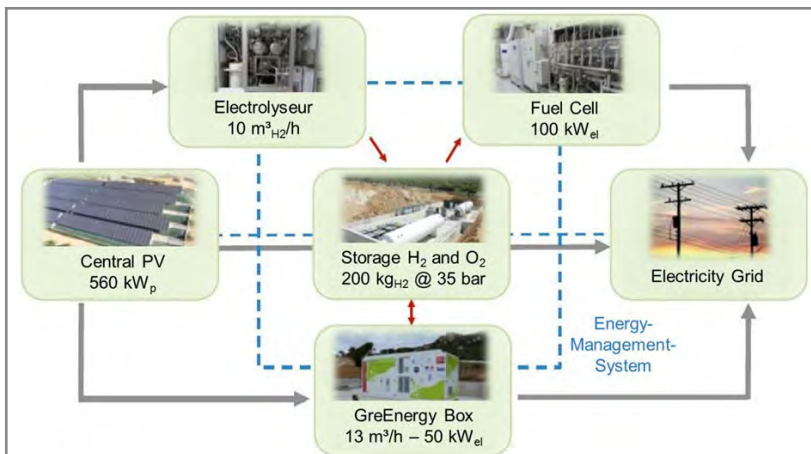 Electrolyseur
10 m³H2/h
Fuel Cell
100 kWel
Central PV
560 kWp
Storage H2 and O2
200 kgH2 @ 35 bar
Electricity Grid
Energy-
Management-
System
GreEnergy Box
13 m³/h – 50 kWel